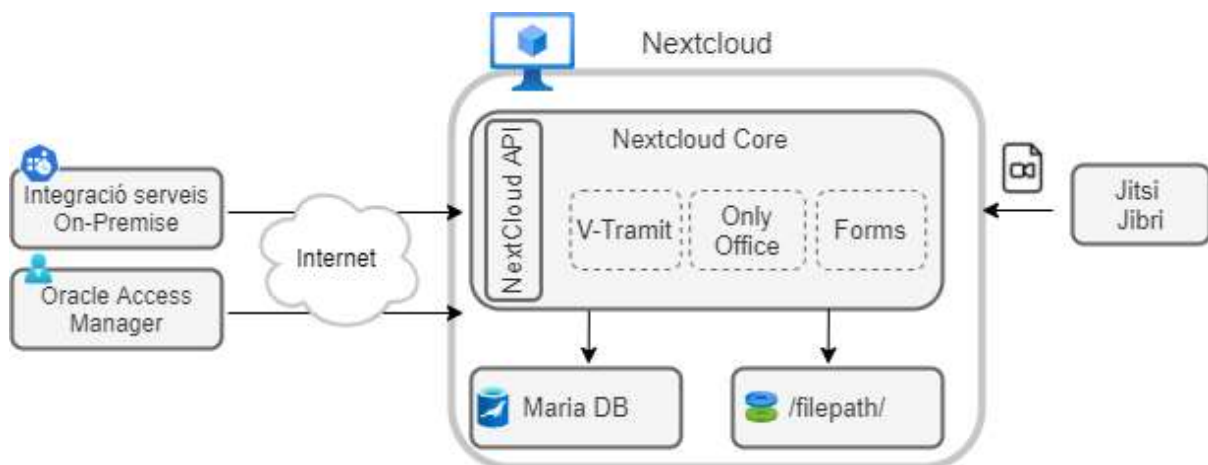 Nextcloud
Nextcloud Core
NextCloud API
Integració serveis
On-Premise
Internet
V-Tramit
Only
Office
Forms
Jitsi
Jibri
Oracle Access
Manager
Maria DB
/filepath/